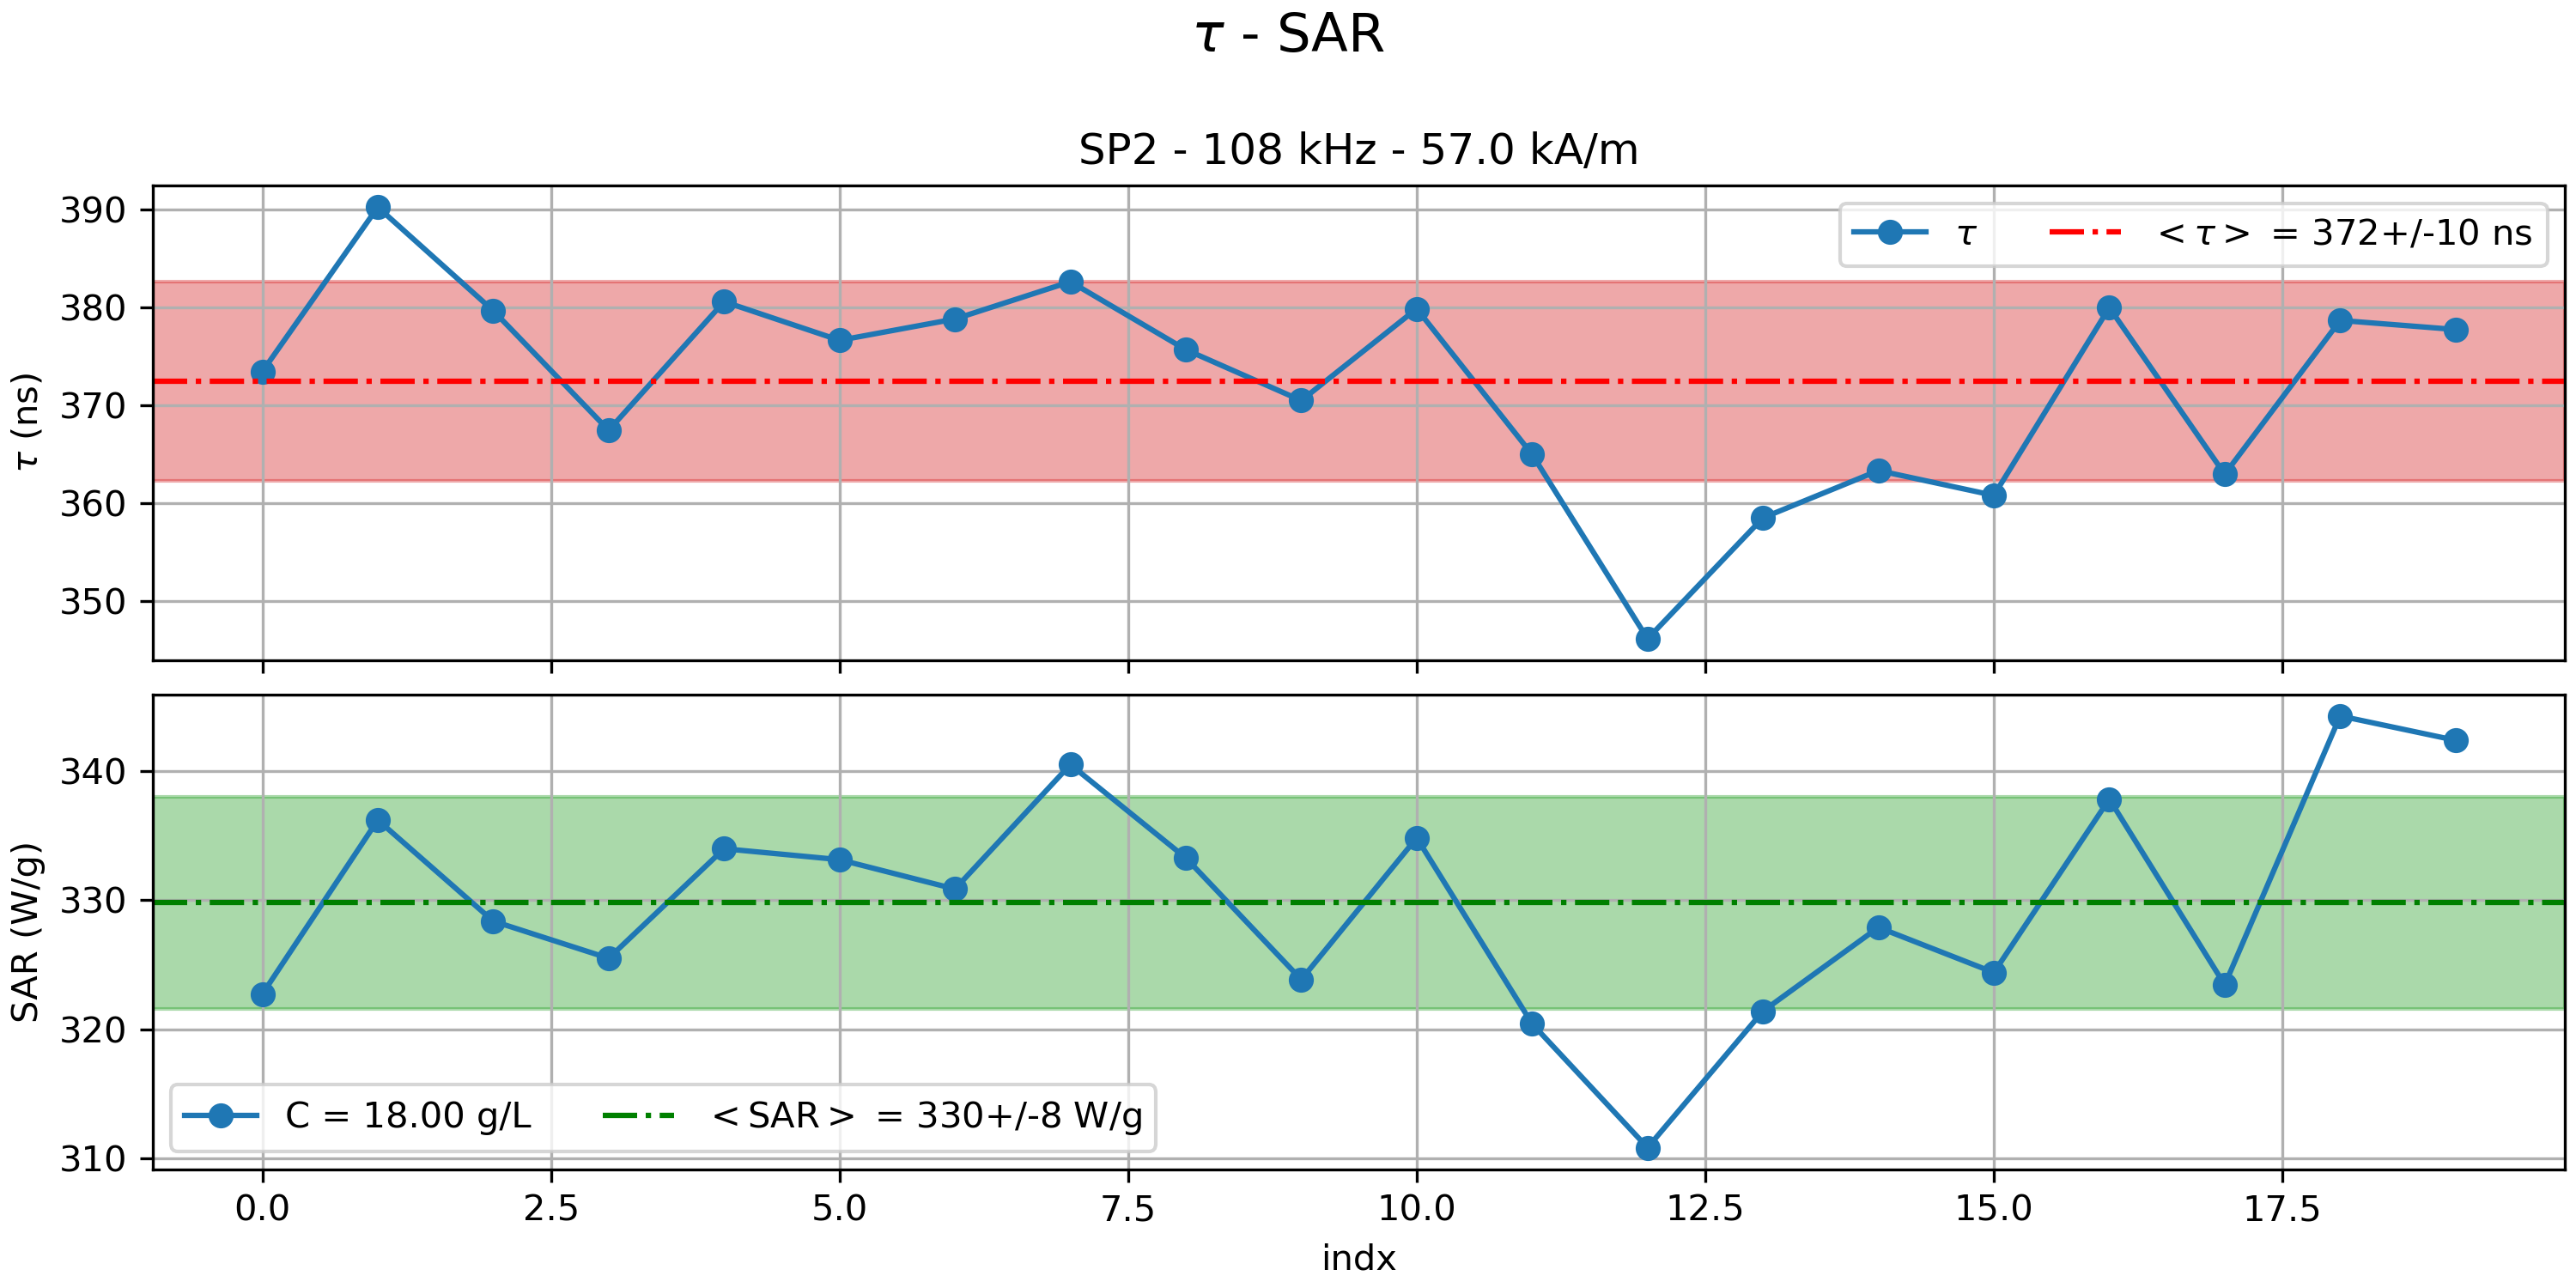 τ - SAR
SP2 - 108 kHz - 57.0 kA/m
τ (ns)
390
380
370
360
350
τ
<τ> = 372+/-10 ns
SAR (W/g)
340
330
320
310
C = 18.00 g/L
<SAR> = 330+/-8 W/g
0.0 2.5 5.0 7.5 10.0 12.5 15.0 17.5
indx